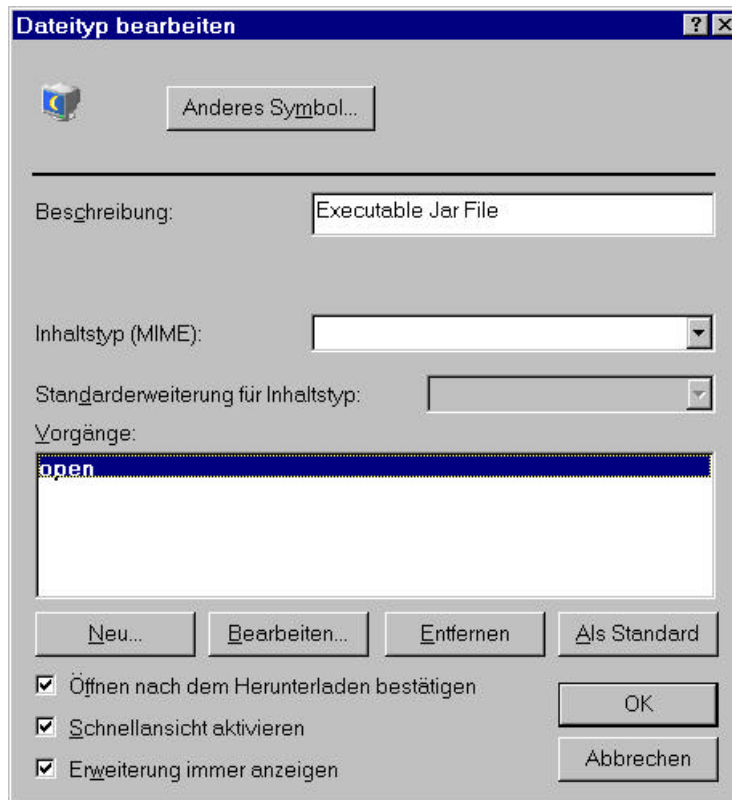 Dateityp bearbeiten
Anderes Symbol...
Beschreibung:
Executable Jar File
Inhaltstyp (MIME):
Standarderweiterung für Inhaltstyp:
Vorgänge:
open
Neu...
Bearbeiten...
Entfernen
Als Standard
Öffnen nach dem Herunterladen bestätigen
Schnellansicht aktivieren
Erweiterung immer anzeigen
OK
Abbrechen